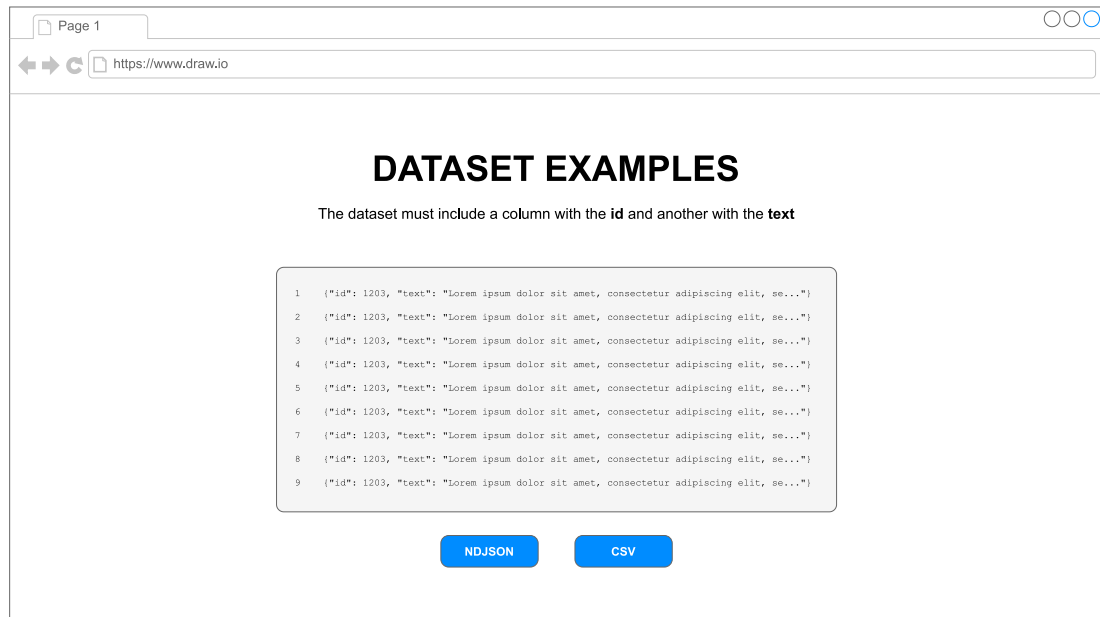 Page 1
https://www.draw.io
DATASET EXAMPLES
The dataset must include a column with the id and another with the text
1 {"id": 1203, "text": "Lorem ipsum dolor sit amet, consectetur adipiscing elit, se..."}
2 {"id": 1203, "text": "Lorem ipsum dolor sit amet, consectetur adipiscing elit, se..."}
3 {"id": 1203, "text": "Lorem ipsum dolor sit amet, consectetur adipiscing elit, se..."}
4 {"id": 1203, "text": "Lorem ipsum dolor sit amet, consectetur adipiscing elit, se..."}
5 {"id": 1203, "text": "Lorem ipsum dolor sit amet, consectetur adipiscing elit, se..."}
6 {"id": 1203, "text": "Lorem ipsum dolor sit amet, consectetur adipiscing elit, se..."}
7 {"id": 1203, "text": "Lorem ipsum dolor sit amet, consectetur adipiscing elit, se..."}
8 {"id": 1203, "text": "Lorem ipsum dolor sit amet, consectetur adipiscing elit, se..."}
9 {"id": 1203, "text": "Lorem ipsum dolor sit amet, consectetur adipiscing elit, se..."}
NDJSON CSV